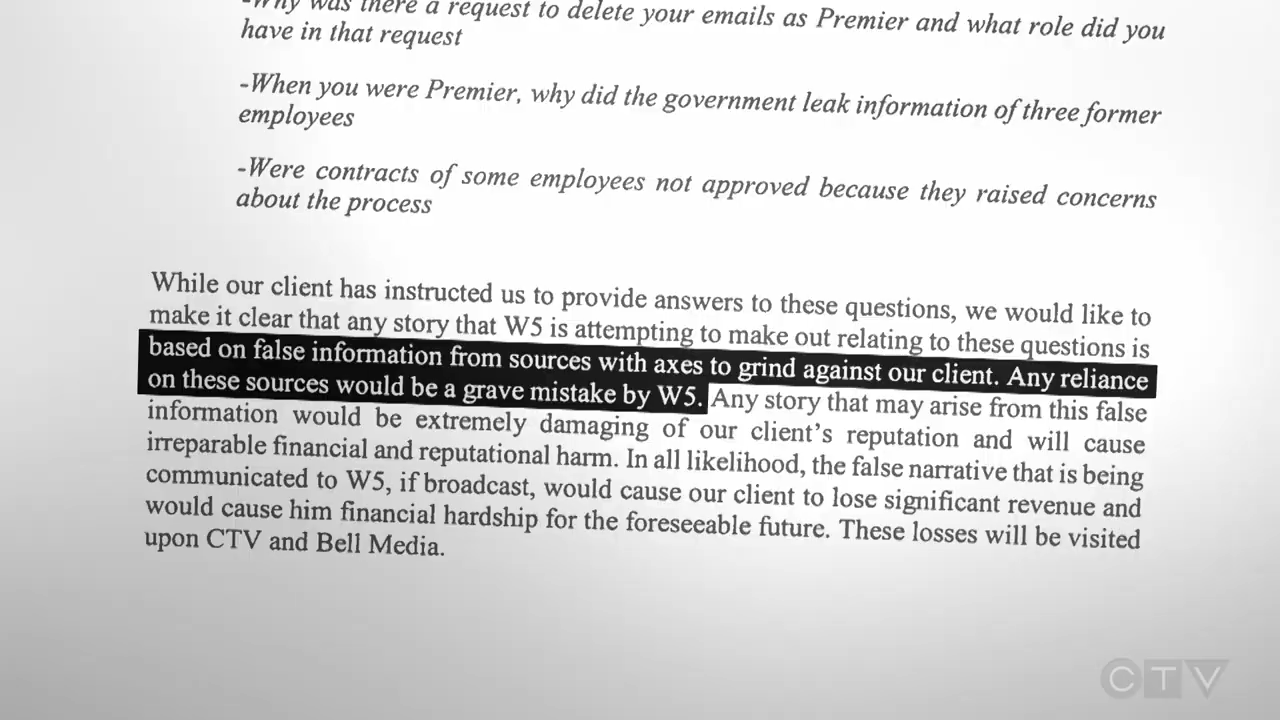 -Why was there a request to delete your emails as Premier and what role did you
have in that request
-When you were Premier, why did the government leak information of three former
employees
-Were contracts of some employees not approved because they raised concerns
about the process
While our client has instructed us to provide answers to these questions, we would like to
make it clear that any story that W5 is attempting to make out relating to these questions is
based on false information from sources with axes to grind against our client. Any reliance
on these sources would be a grave mistake by W5. Any story that may arise from this false
information would be extremely damaging of our client's reputation and will cause
irreparable financial and reputational harm. In all likelihood, the false narrative that is being
communicated to W5, if broadcast, would cause our client to lose significant revenue and
would cause him financial hardship for the foreseeable future. These losses will be visited
upon CTV and Bell Media.
CTV